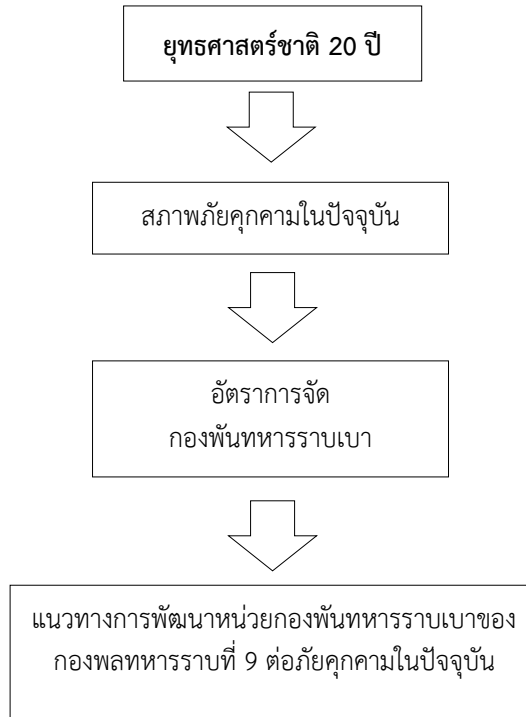 ยุทธศาสตร์ชาติ 20 ปี
สภาพภัยคุกคามในปัจจุบัน
อัตราการจัด
กองพันทหารราบเบา
แนวทางการพัฒนาหน่วยกองพันทหารราบเบาของ
กองพลทหารราบที่ 9 ต่อภัยคุกคามในปัจจุบัน